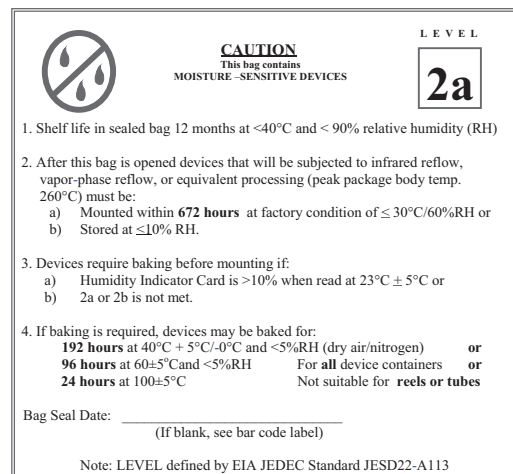 LEVEL
CAUTION
This bag contains
MOISTURE –SENSITIVE DEVICES
2a
1. Shelf life in sealed bag 12 months at <40°C and < 90% relative humidity (RH)
2. After this bag is opened devices that will be subjected to infrared reflow,
vapor-phase reflow, or equivalent processing (peak package body temp.
260°C) must be:
a) Mounted within 672 hours at factory condition of ≤ 30°C/60%RH or
b) Stored at ≤10% RH.
3. Devices require baking before mounting if:
a) Humidity Indicator Card is >10% when read at 23°C ± 5°C or
b) 2a or 2b is not met.
4. If baking is required, devices may be baked for:
192 hours at 40°C + 5°C/-0°C and <5%RH (dry air/nitrogen) or
96 hours at 60±5°Cand <5%RH For all device containers or
24 hours at 100±5°C Not suitable for reels or tubes
Bag Seal Date: ______________________________
(If blank, see bar code label)
Note: LEVEL defined by EIA JEDEC Standard JESD22-A113